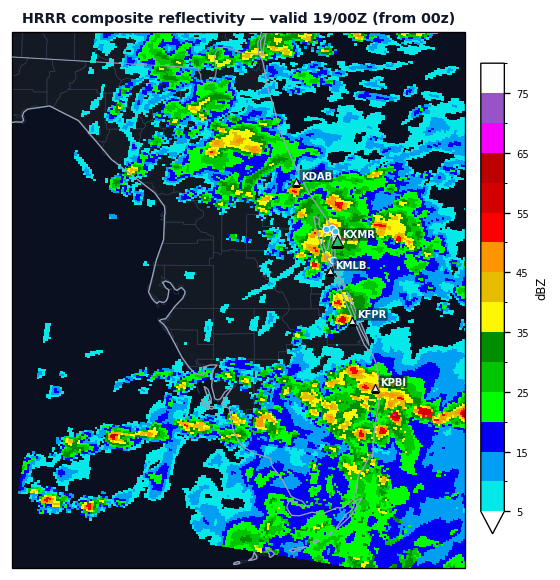 HRRR composite reflectivity — valid 19/00Z (from 00z)
KDAB
KXMR
KMLB
KFPR
KPBI
75
65
55
45
35
25
15
5
dBZ